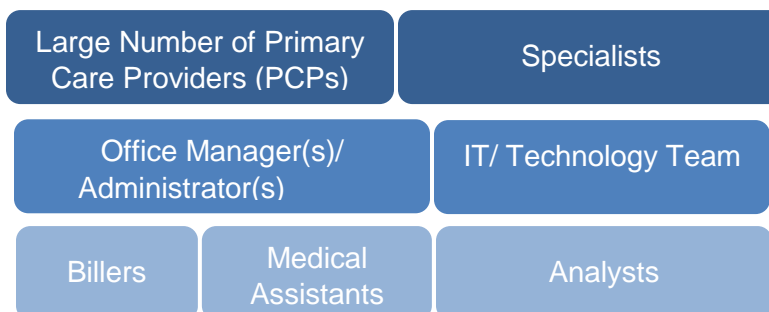 Large Number of Primary
Care Providers (PCPs)
Specialists
Office Manager(s)/
Administrator(s)
IT/ Technology Team
Billers
Medical
Assistants
Analysts